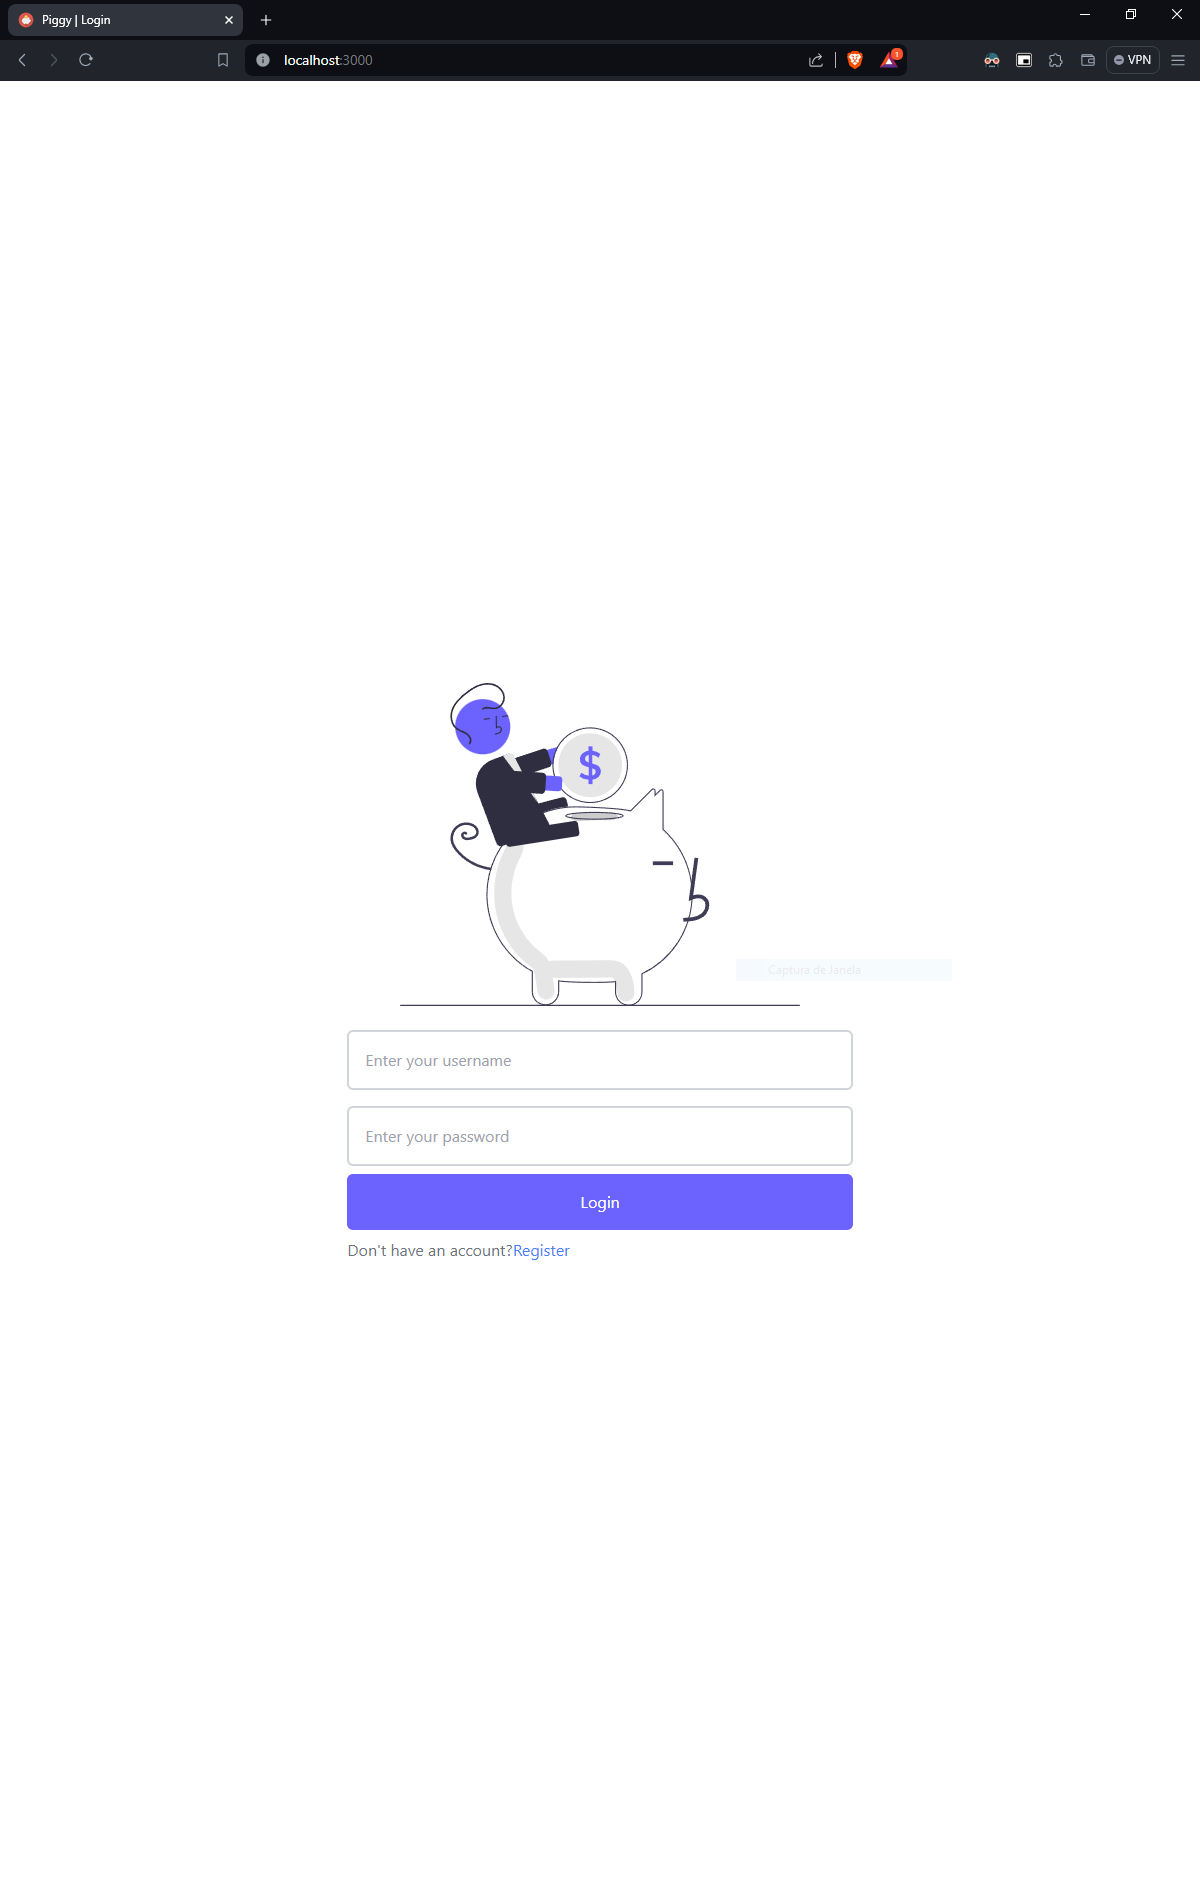 Piggy | Login
localhost:3000
1
VPN
$
Captura de Janela
Enter your username
Enter your password
Login
Don't have an account?Register